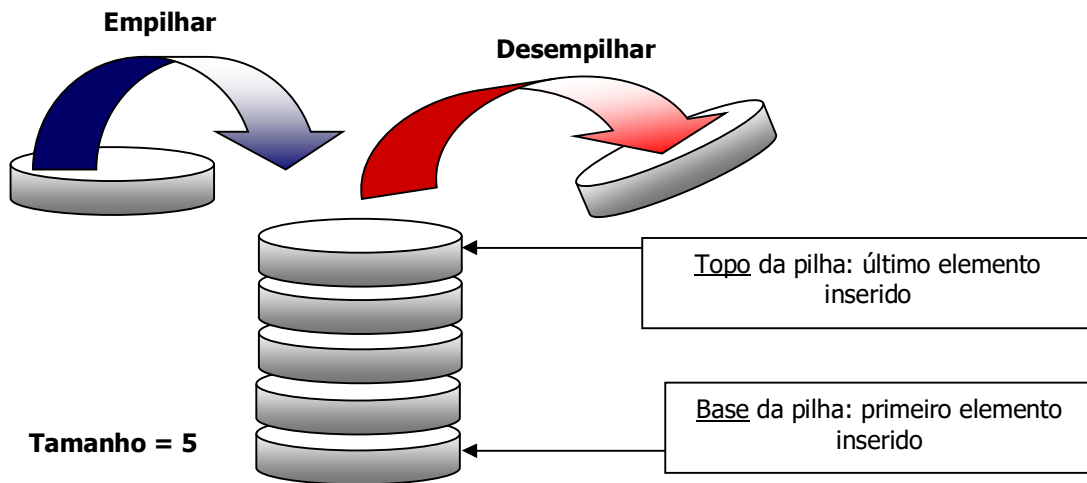 Empilhar
Desempilhar
Topo da pilha: último elemento
inserido
Base da pilha: primeiro elemento
inserido
Tamanho = 5